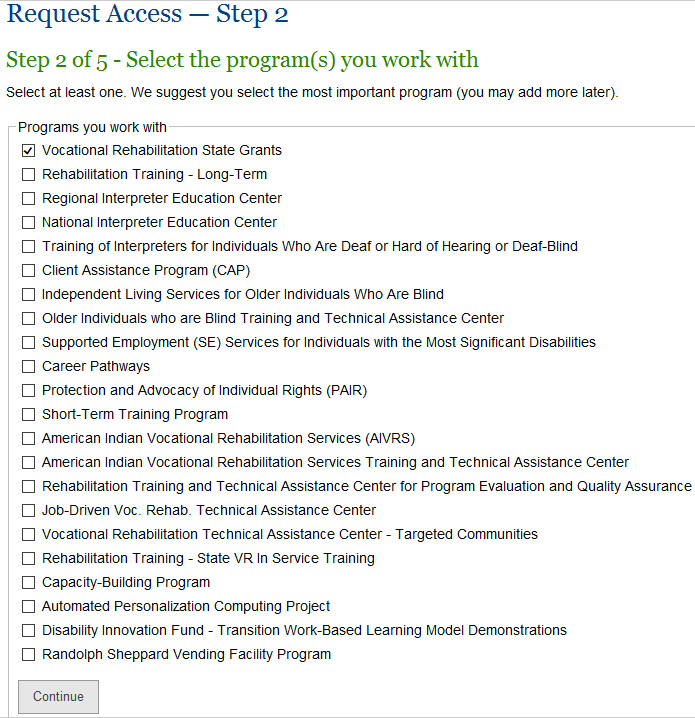 Request Access — Step 2
Step 2 of 5 - Select the program(s) you work with
Select at least one. We suggest you select the most important program (you may add more later).
Programs you work with
Vocational Rehabilitation State Grants
Rehabilitation Training - Long-Term
Regional Interpreter Education Center
National Interpreter Education Center
Training of Interpreters for Individuals Who Are Deaf or Hard of Hearing or Deaf-Blind
Client Assistance Program (CAP)
Independent Living Services for Older Individuals Who Are Blind
Older Individuals who are Blind Training and Technical Assistance Center
Supported Employment (SE) Services for Individuals with the Most Significant Disabilities
Career Pathways
Protection and Advocacy of Individual Rights (PAIR)
Short-Term Training Program
American Indian Vocational Rehabilitation Services (AIVRS)
American Indian Vocational Rehabilitation Services Training and Technical Assistance Center
Rehabilitation Training and Technical Assistance Center for Program Evaluation and Quality Assurance
Job-Driven Voc. Rehab. Technical Assistance Center
Vocational Rehabilitation Technical Assistance Center - Targeted Communities
Rehabilitation Training - State VR In Service Training
Capacity-Building Program
Automated Personalization Computing Project
Disability Innovation Fund - Transition Work-Based Learning Model Demonstrations
Randolph Sheppard Vending Facility Program
Continue